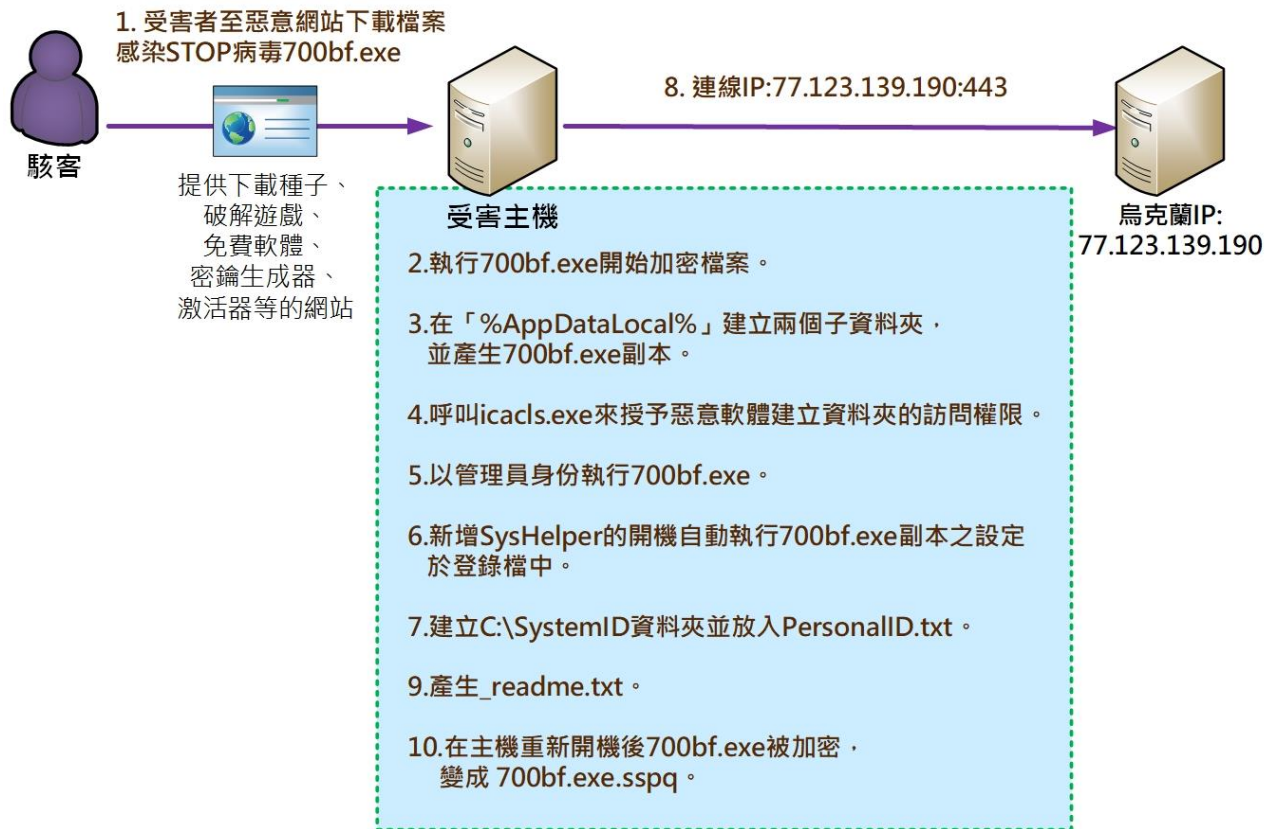 1. 受害者至惡意網站下載檔案
感染STOP病毒700bf.exe
駭客
提供下載種子、
破解遊戲、
免費軟體、
密鑰生成器、
激活器等的網站
8. 連線IP:77.123.139.190:443
烏克蘭IP:
77.123.139.190
受害主機
2.執行700bf.exe開始加密檔案。
3.在「%AppDataLocal%」建立兩個子資料夾，
並產生700bf.exe副本。
4.呼叫icacls.exe來授予惡意軟體建立資料夾的訪問權限。
5.以管理員身份執行700bf.exe。
6.新增SysHelper的開機自動執行700bf.exe副本之設定
於登錄檔中。
7.建立C:\SystemID資料夾並放入PersonalID.txt。
9.產生_readme.txt。
10.在主機重新開機後700bf.exe被加密，
變成 700bf.exe.sspq。